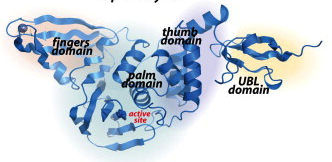 fingers
domain
thumb
domain
palm
domain
UBL
domain
active
site